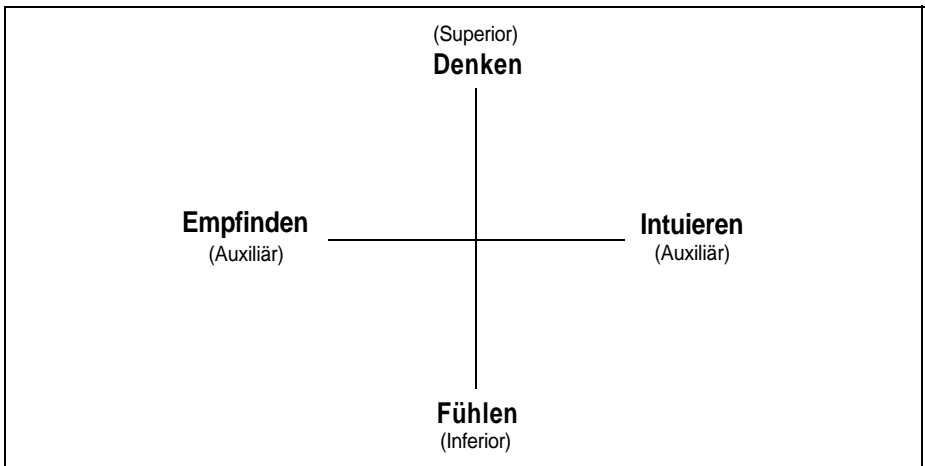 (Superior)
Denken
Empfinden
(Auxiliär)
Intuieren
(Auxiliär)
Fühlen
(Inferior)